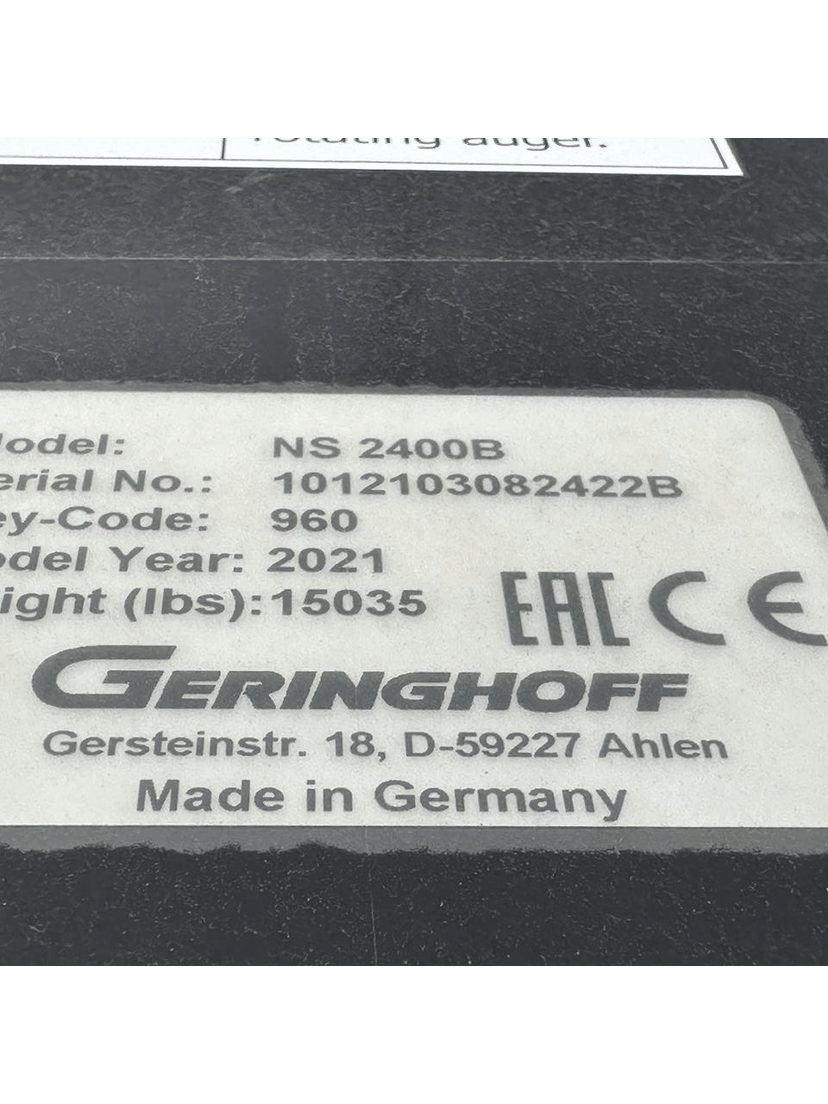 rotating auger.
Model: NS 2400B
erial No.: 1012103082422B
ey-Code: 960
odel Year: 2021
ight (lbs): 15035
EAC CE
GERINGHOFF
Gersteinstr. 18, D-59227 Ahlen
Made in Germany